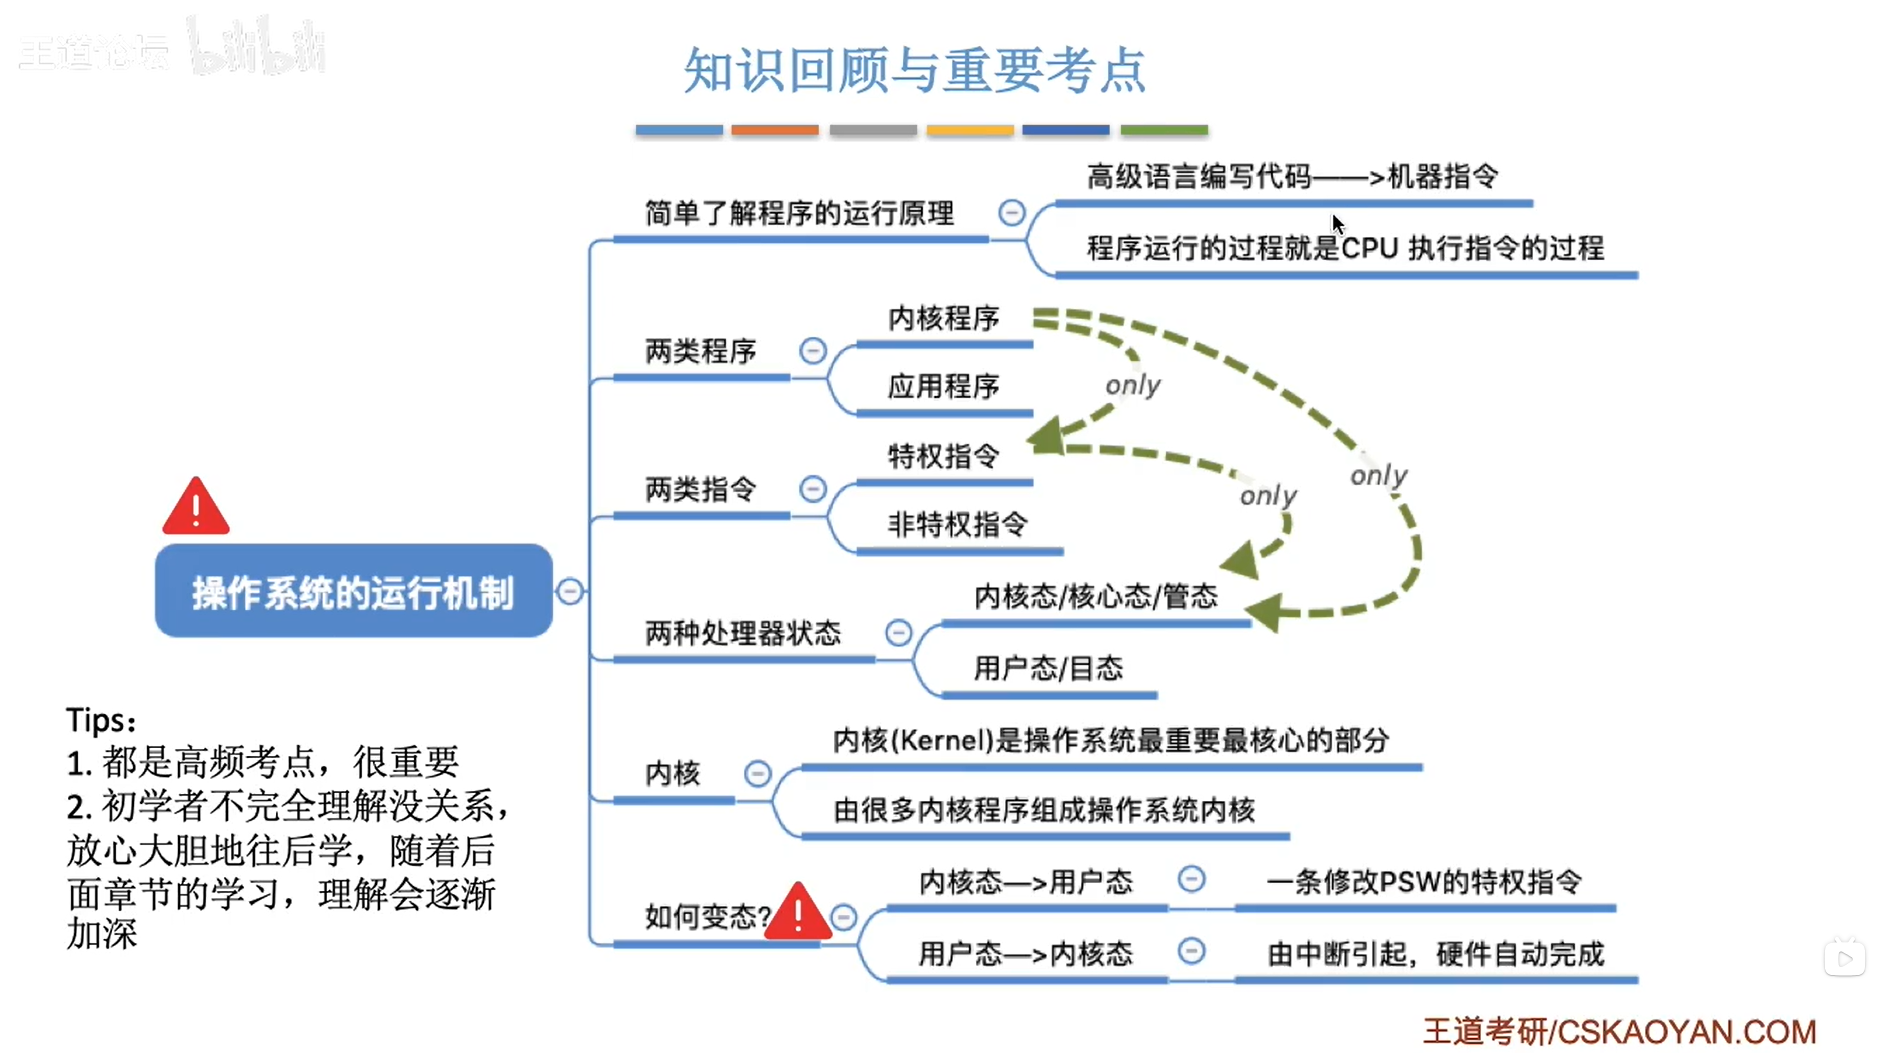 王道论坛 bilibili
知识回顾与重要考点
高级语言编写代码——>机器指令
简单了解程序的运行原理
程序运行的过程就是CPU 执行指令的过程
内核程序
两类程序
应用程序
only
特权指令
两类指令
非特权指令
only
only
操作系统的运行机制
内核态/核心态/管态
两种处理器状态
用户态/目态
内核(Kernel)是操作系统最重要最核心的部分
内核
由很多内核程序组成操作系统内核
内核态—>用户态
一条修改PSW的特权指令
如何变态?
用户态—>内核态
由中断引起，硬件自动完成
Tips：
1. 都是高频考点，很重要
2. 初学者不完全理解没关系，
放心大胆地往后学，随着后
面章节的学习，理解会逐渐
加深
王道考研/CSKAOYAN.COM